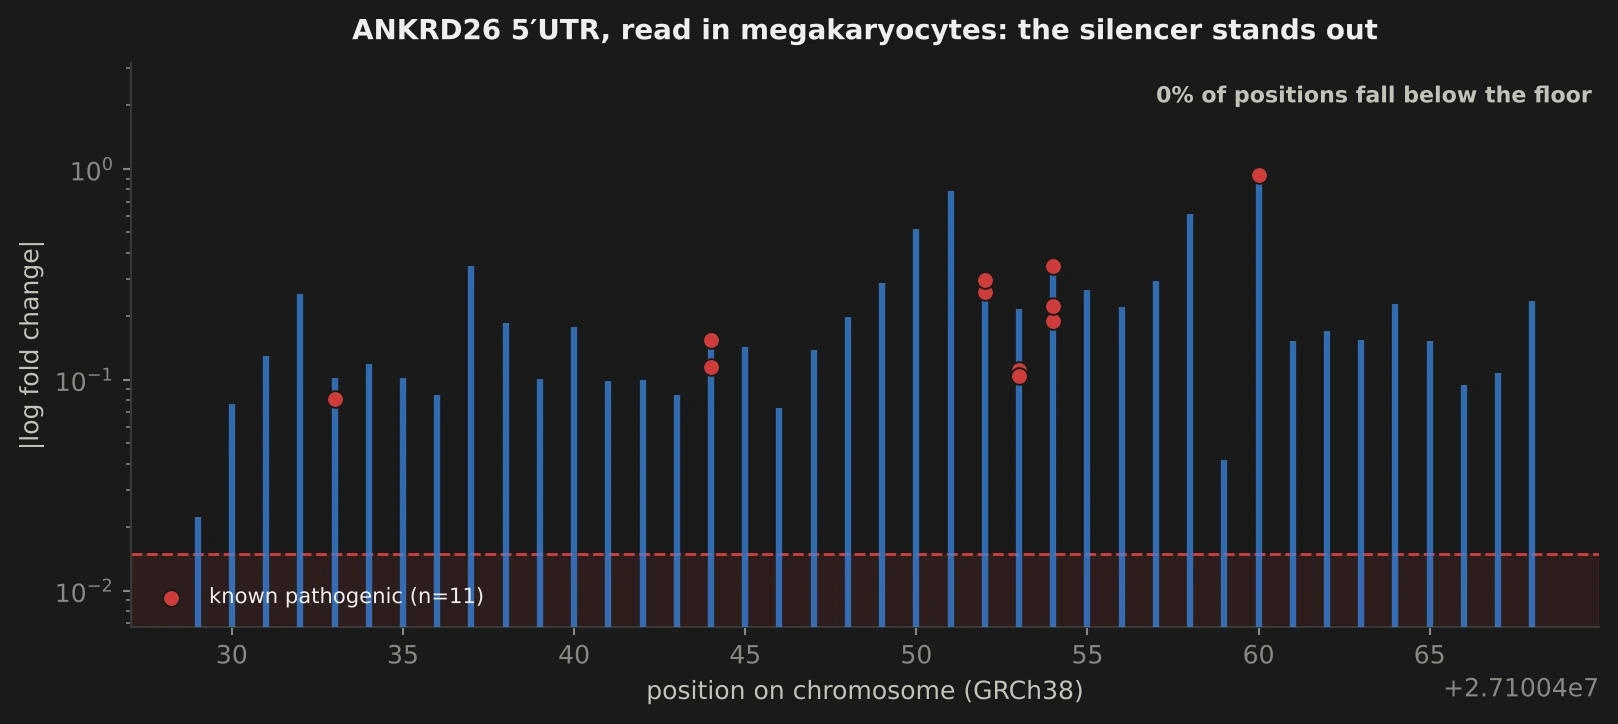 ANKRD26 5′UTR, read in megakaryocytes: the silencer stands out
0% of positions fall below the floor
|log fold change|
10⁰
10⁻¹
10⁻²
known pathogenic (n=11)
30 35 40 45 50 55 60 65
position on chromosome (GRCh38)
+2.71004e7